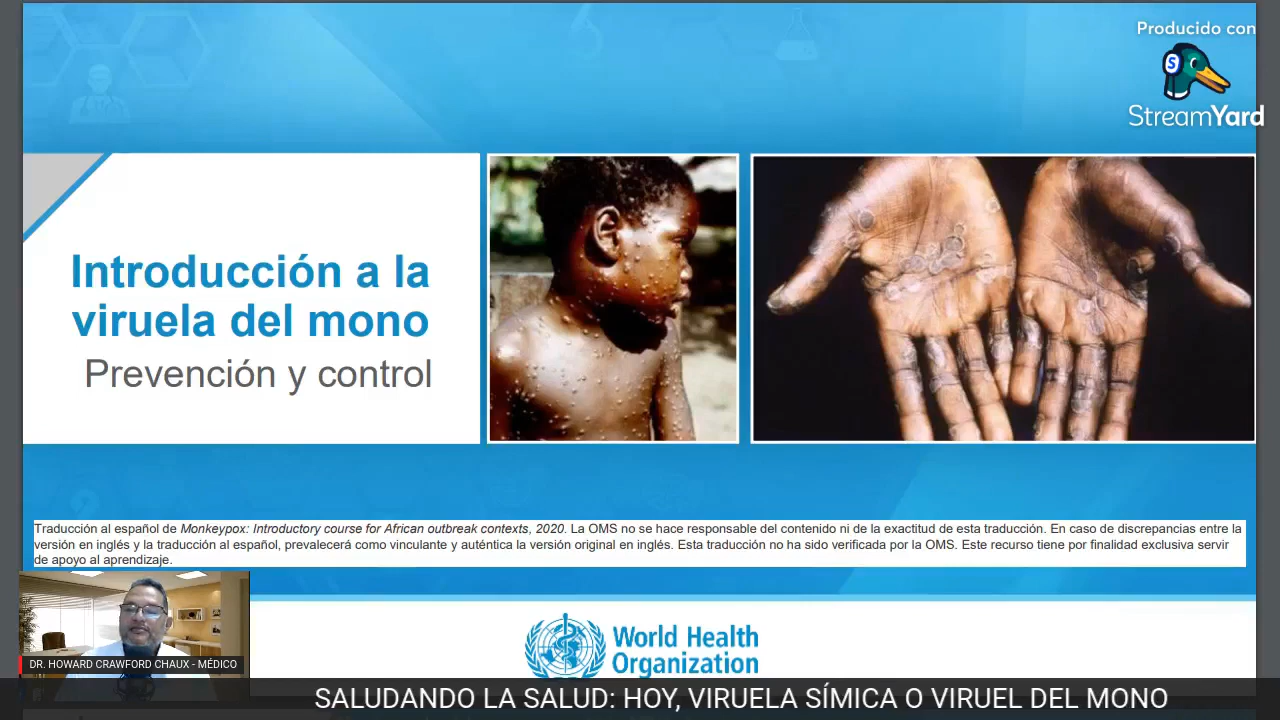 Producido con
S
StreamYard
Introducción a la
viruela del mono
Prevención y control
Traducción al español de Monkeypox: Introductory course for African outbreak contexts, 2020. La OMS no se hace responsable del contenido ni de la exactitud de esta traducción. En caso de discrepancias entre la
versión en inglés y la traducción al español, prevalecerá como vinculante y auténtica la versión original en inglés. Esta traducción no ha sido verificada por la OMS. Este recurso tiene por finalidad exclusiva servir
de apoyo al aprendizaje.
World Health
Organization
DR. HOWARD CRAWFORD CHAUX - MÉDICO
SALUDANDO LA SALUD: HOY, VIRUELA SÍMICA O VIRUEL DEL MONO